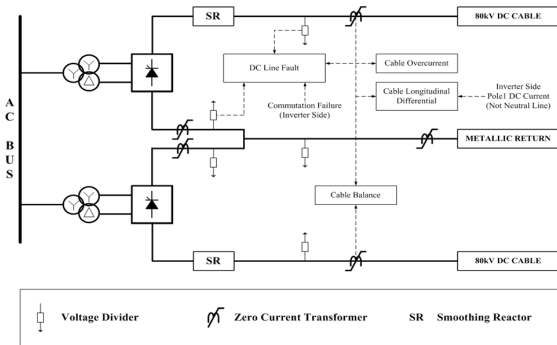 SR
80kV DC CABLE
DC Line Fault
Cable Overcurrent
Cable Longitudinal
Differential
Inverter Side
Pole1 DC Current
(Not Neutral Line)
Commutation Failure
(Inverter Side)
A
C
B
U
S
METALLIC RETURN
Cable Balance
SR
80kV DC CABLE
Voltage Divider
Zero Current Transformer
SR Smoothing Reactor